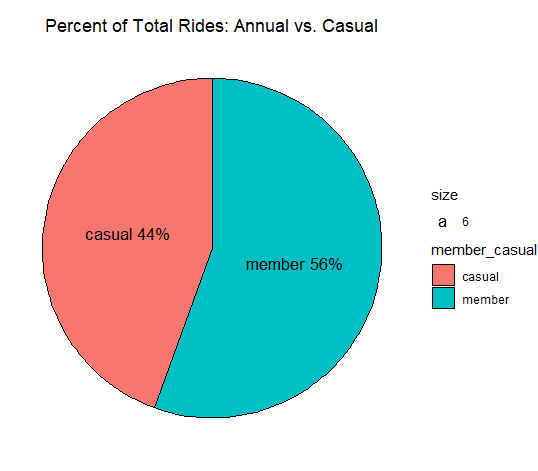 Percent of Total Rides: Annual vs. Casual
casual 44%
member 56%
size
a 6
member_casual
casual
member